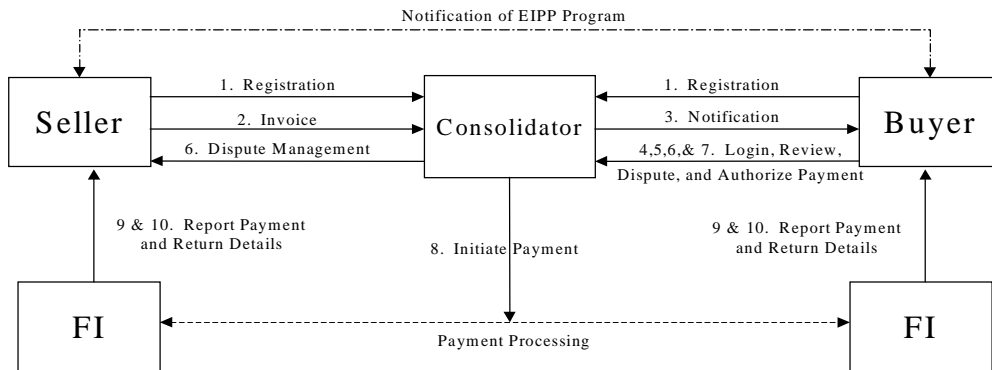 Notification of EIPP Program
1. Registration
1. Registration
Seller
2. Invoice
Consolidator
3. Notification
Buyer
6. Dispute Management
4,5,6,& 7. Login, Review,
Dispute, and Authorize Payment
9 & 10. Report Payment
and Return Details
8. Initiate Payment
9 & 10. Report Payment
and Return Details
FI
Payment Processing
FI